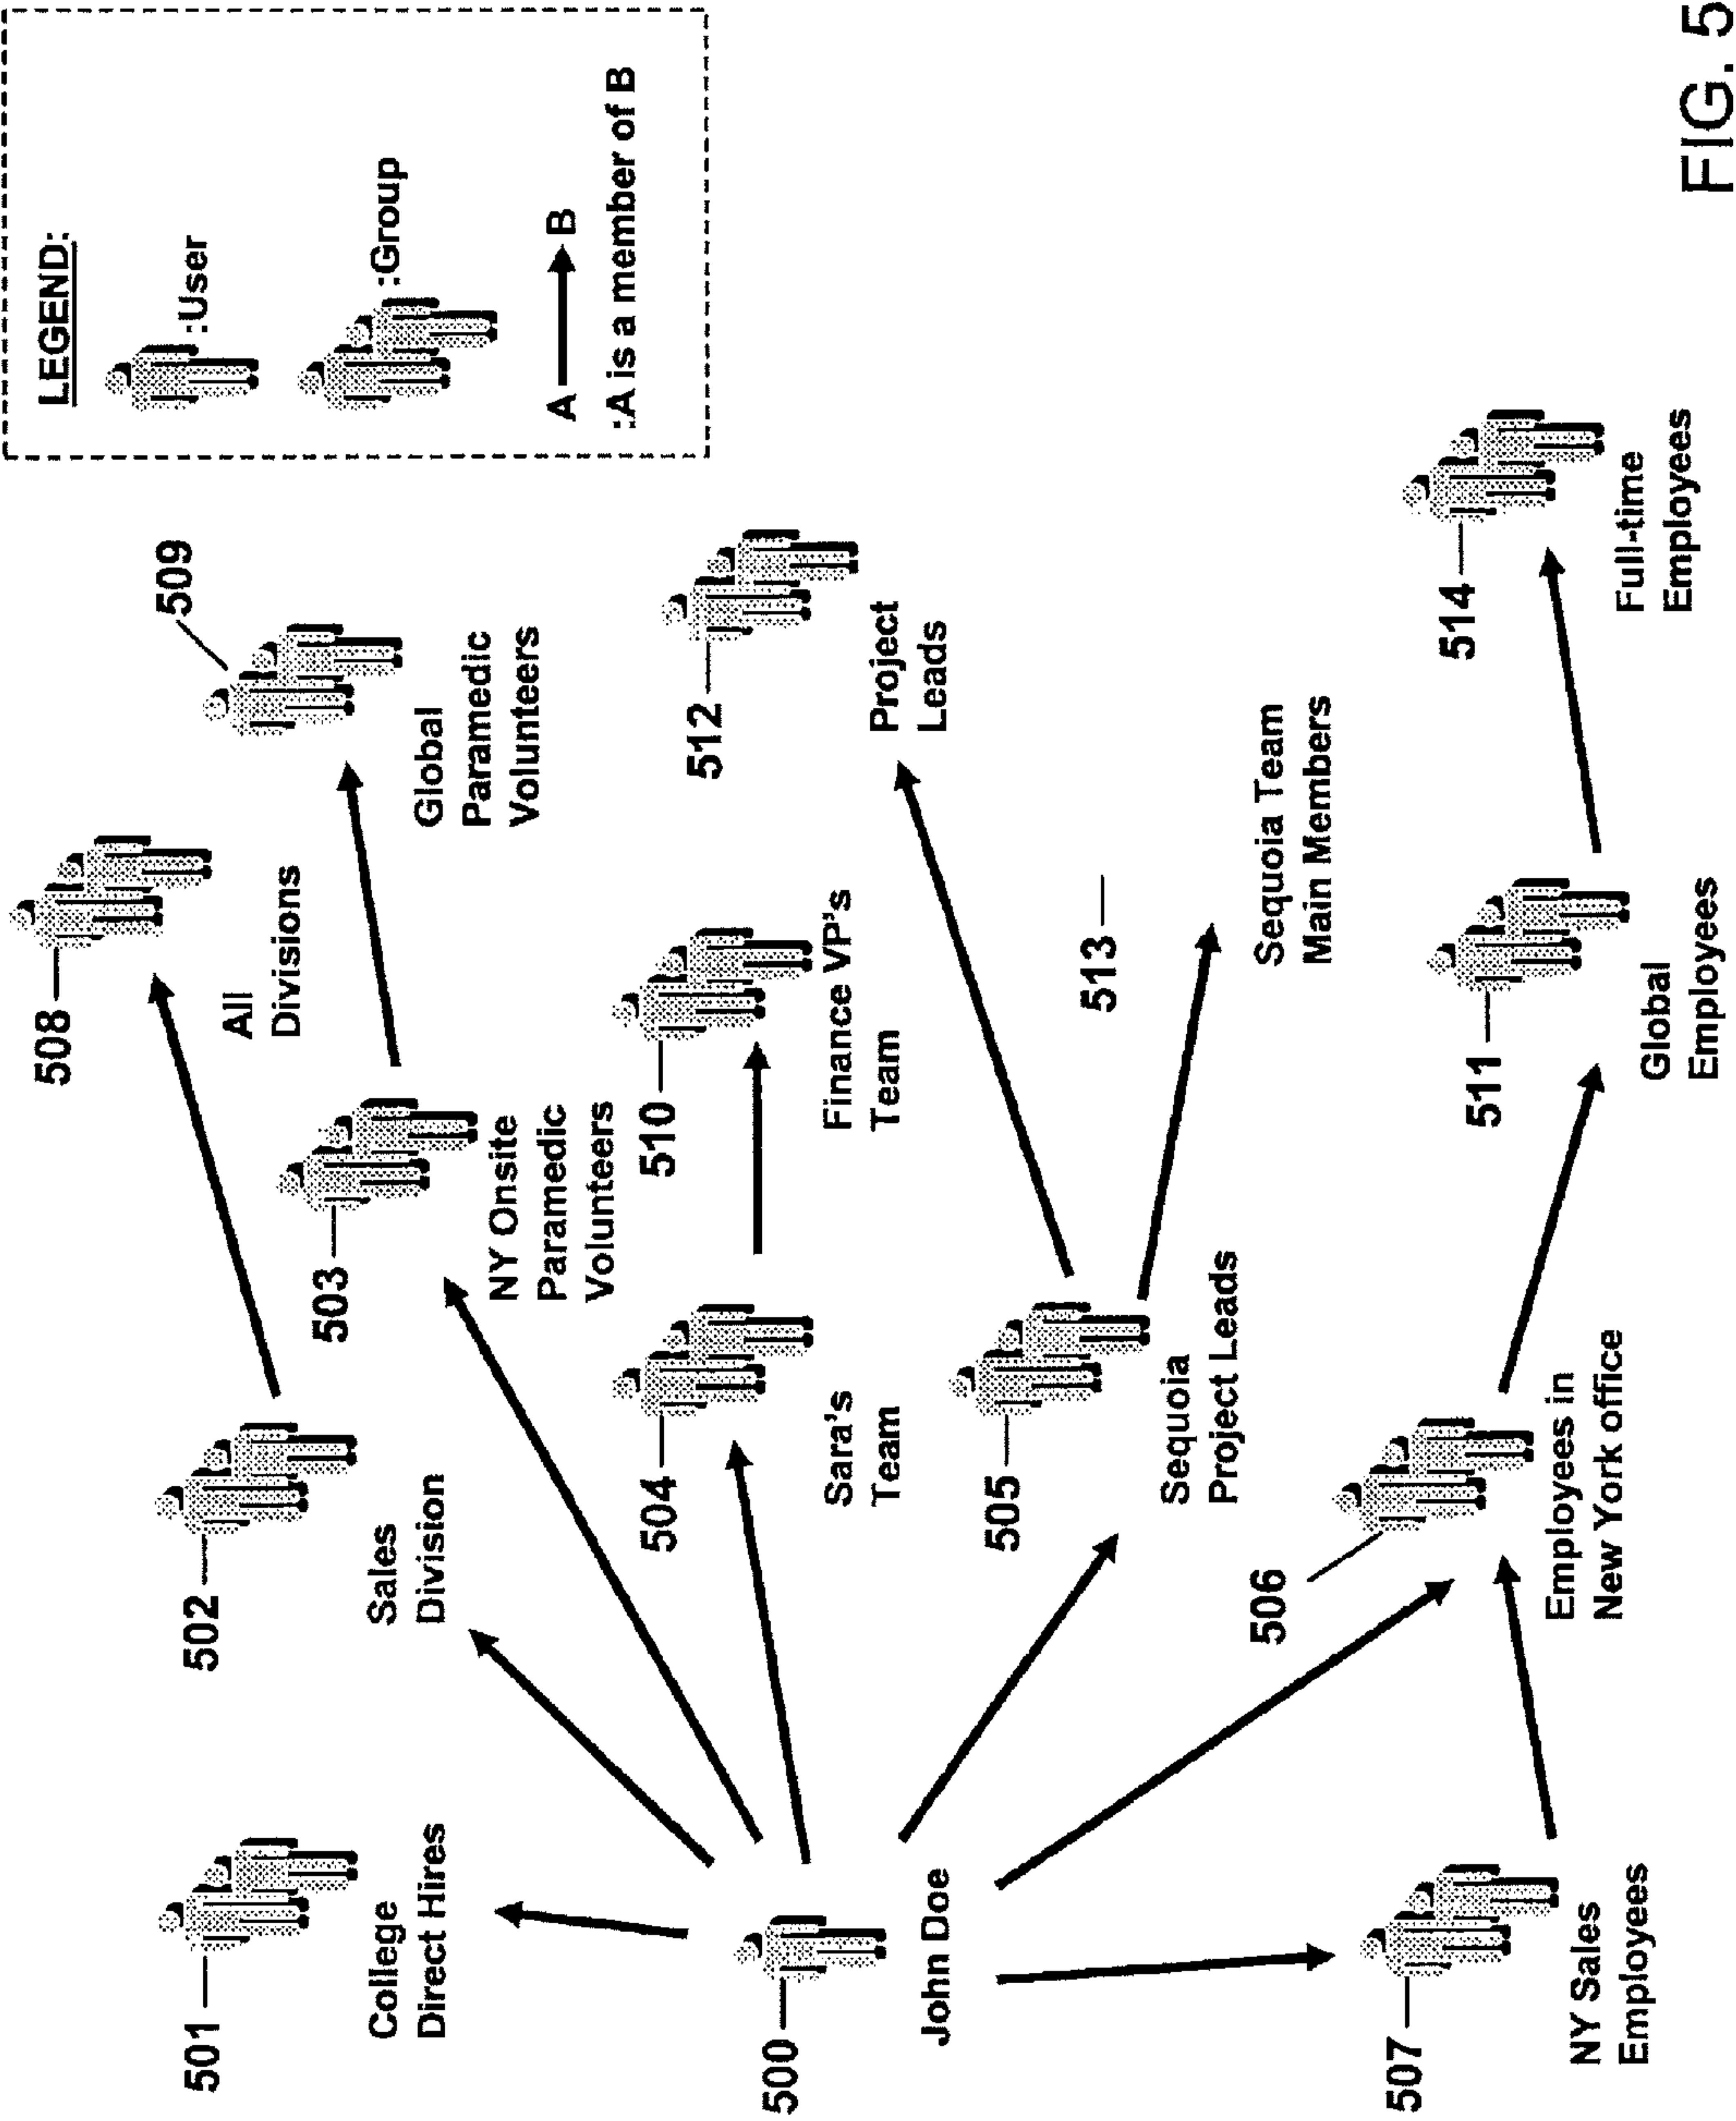 LEGEND:
:User
:Group
A B
:A is a member of B
501
College
Direct Hires
502
Sales
Division
508
All
Divisions
503
NY Onsite
Paramedic
Volunteers
509
Global
Paramedic
Volunteers
500
John Doe
504
Sara's
Team
510
Finance VP's
Team
512
Project
Leads
505
Sequoia
Project Leads
513
Sequoia Team
Main Members
507
NY Sales
Employees
506
Employees in
New York office
511
Global
Employees
514
Full-time
Employees
FIG. 5